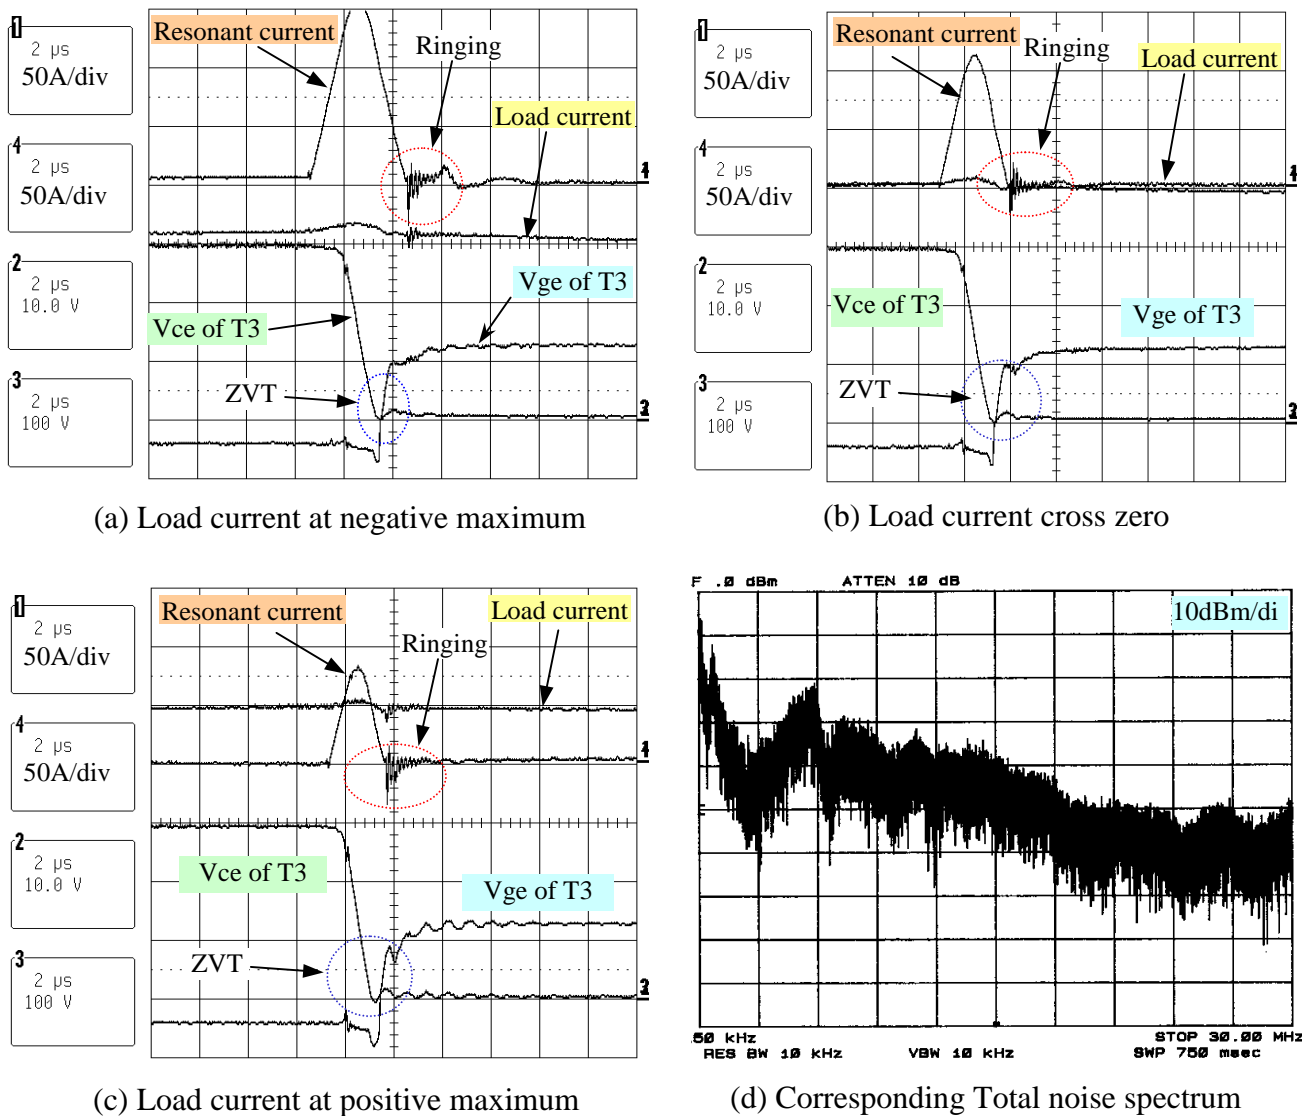 1
2 µs
50A/div
4
2 µs
50A/div
2
2 µs
10.0 V
3
2 µs
100 V
Resonant current
Ringing
Load current
Vge of T3
Vce of T3
ZVT
(a) Load current at negative maximum
1
2 µs
50A/div
4
2 µs
50A/div
2
2 µs
10.0 V
3
2 µs
100 V
Resonant current
Ringing
Load current
Vce of T3
Vge of T3
ZVT
(b) Load current cross zero
1
2 µs
50A/div
4
2 µs
50A/div
2
2 µs
10.0 V
3
2 µs
100 V
Resonant current
Load current
Ringing
Vce of T3
Vge of T3
ZVT
(c) Load current at positive maximum
F .0 dBm ATTEN 10 dB
10dBm/di
.50 kHz STOP 30.00 MHz
RES BW 10 kHz VBW 10 kHz SWP 750 msec
(d) Corresponding Total noise spectrum